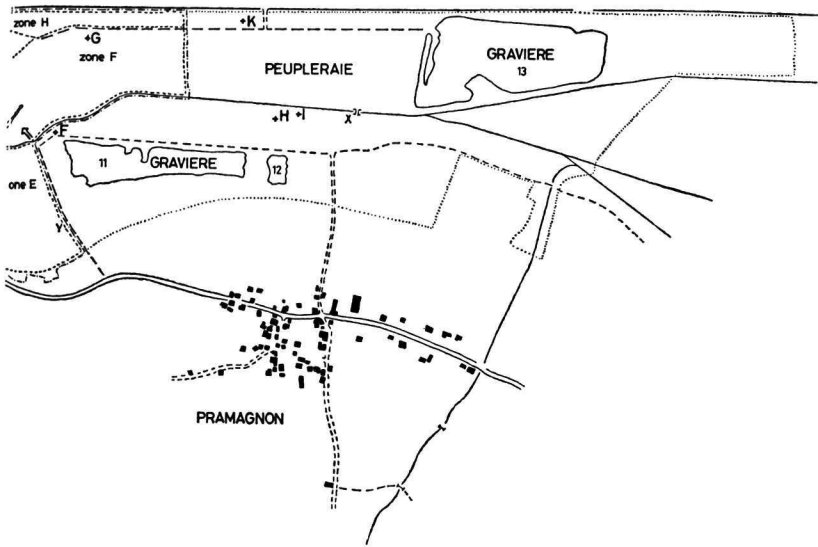 zone H
+G
+K
zone F
PEUPLERAIE
GRAVIERE
13
+H +I
X
+F
11
GRAVIERE
12
one E
Y
PRAMAGNON